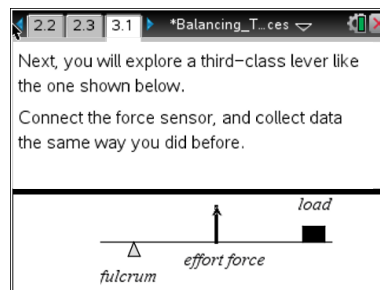 2.2 2.3 3.1 *Balancing_T...ces
Next, you will explore a third-class lever like
the one shown below.
Connect the force sensor, and collect data
the same way you did before.
load
effort force
fulcrum